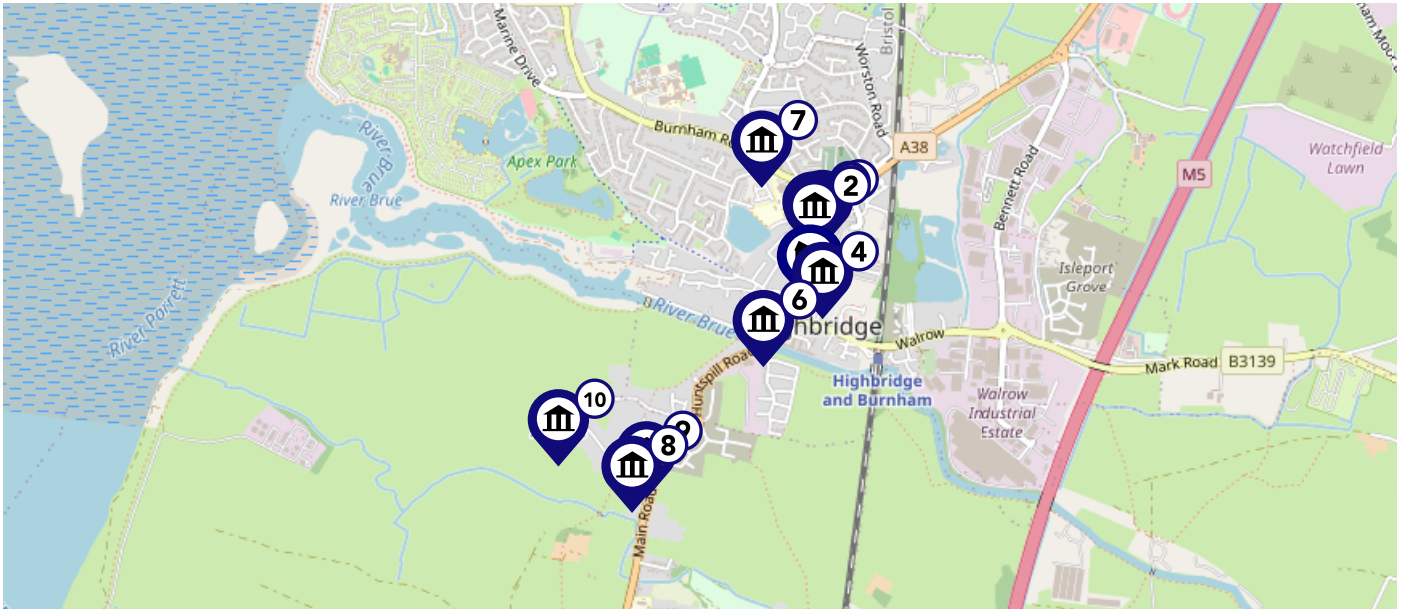 Marine Drive
Worston Road
Bristol
Burnham
A38
7
2
4
6
10
9
8
Apex Park
River Brue
River Brue
River Brue
River Parrett
Bennett Road
M5
Watchfield
Lawn
Isleport
Grove
Walrow
Mark Road
B3139
Highbridge
and Burnham
Walrow
Industrial
Estate
Huntspill Road
Main Road